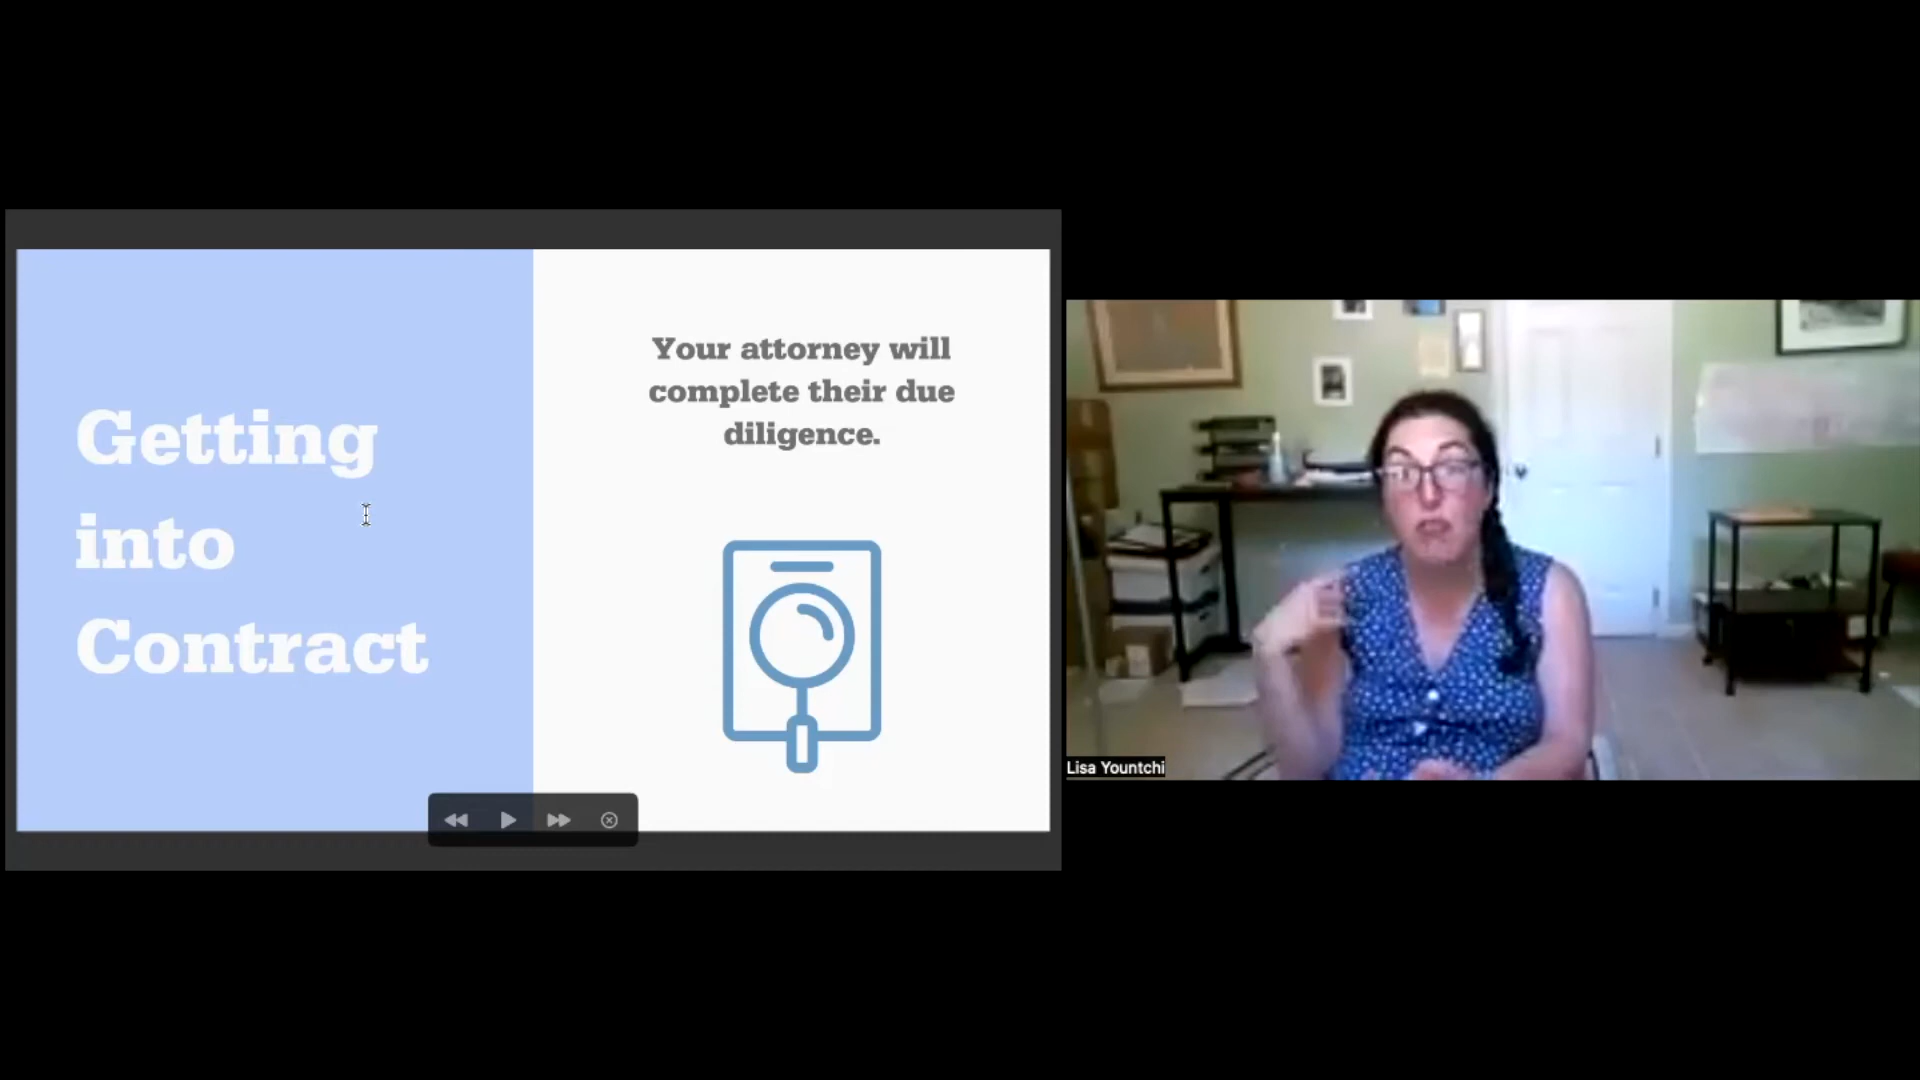 Getting
into
Contract
Your attorney will
complete their due
diligence.
Lisa Yountchi